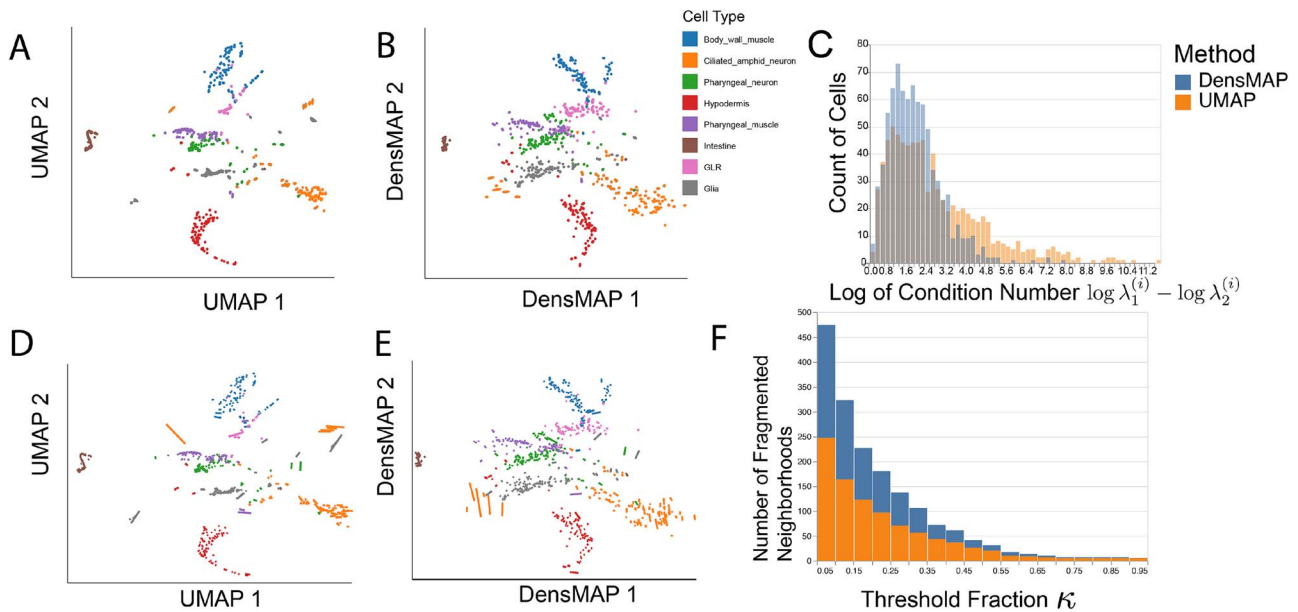 A
UMAP 2
UMAP 1
B
DensMAP 2
DensMAP 1
Cell Type
Body_wall_muscle
Ciliated_amphid_neuron
Pharyngeal_neuron
Hypodermis
Pharyngeal_muscle
Intestine
GLR
Glia
C
Count of Cells
80
70
60
50
40
30
20
10
0
0.0 0.8 1.6 2.4 3.2 4.0 4.8 5.6 6.4 7.2 8.0 8.8 9.6 10.4 11.2
Log of Condition Number log λ₁⁽ⁱ⁾ − log λ₂⁽ⁱ⁾
Method
DensMAP
UMAP
D
UMAP 2
UMAP 1
E
DensMAP 2
DensMAP 1
F
Number of Fragmented
Neighborhoods
500
450
400
350
300
250
200
150
100
50
0
0.05 0.15 0.25 0.35 0.45 0.55 0.65 0.75 0.85 0.95
Threshold Fraction κ